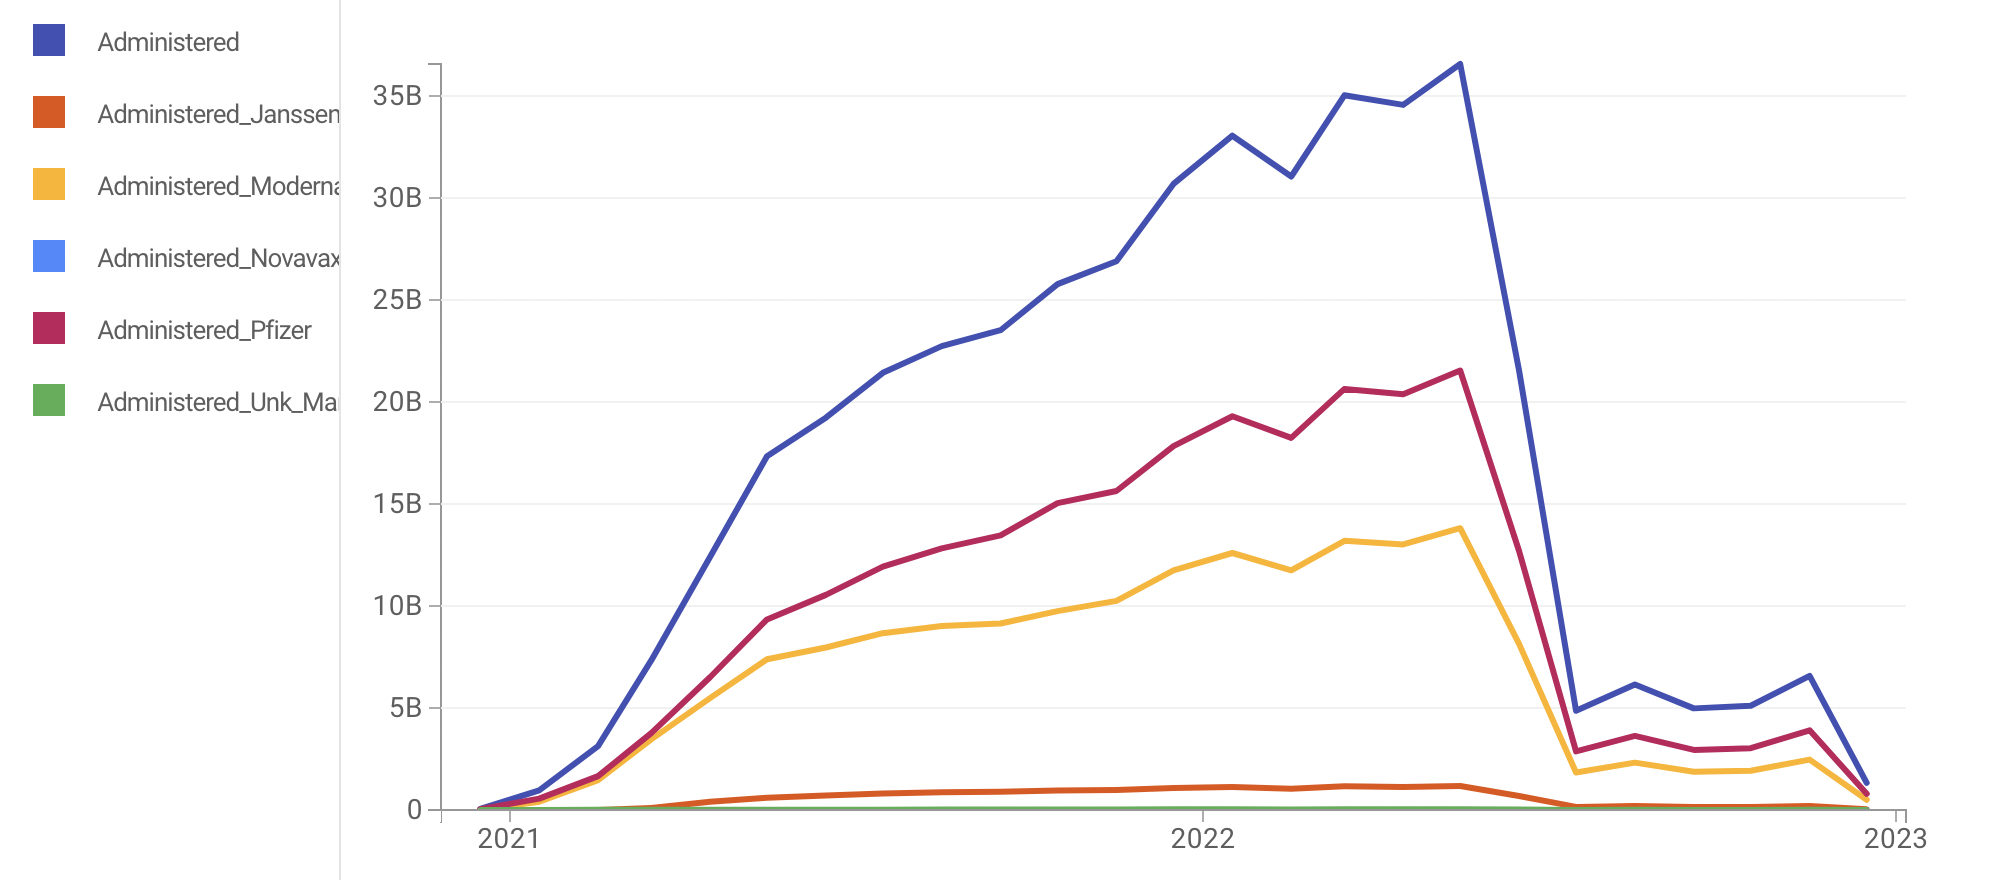 Administered
Administered_Janssen
Administered_Moderna
Administered_Novavax
Administered_Pfizer
Administered_Unk_Ma
35B
30B
25B
20B
15B
10B
5B
0
2021
2022
2023